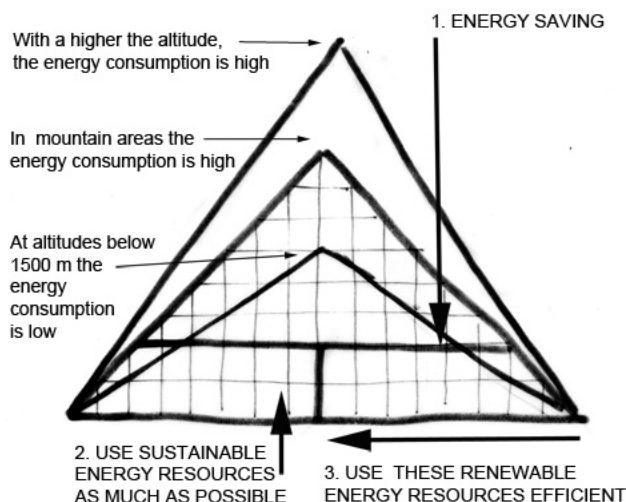 1. ENERGY SAVING
With a higher the altitude,
the energy consumption is high
In mountain areas the
energy consumption is high
At altitudes below
1500 m the
energy
consumption
is low
2. USE SUSTAINABLE
ENERGY RESOURCES
AS MUCH AS POSSIBLE
3. USE THESE RENEWABLE
ENERGY RESOURCES EFFICIENT